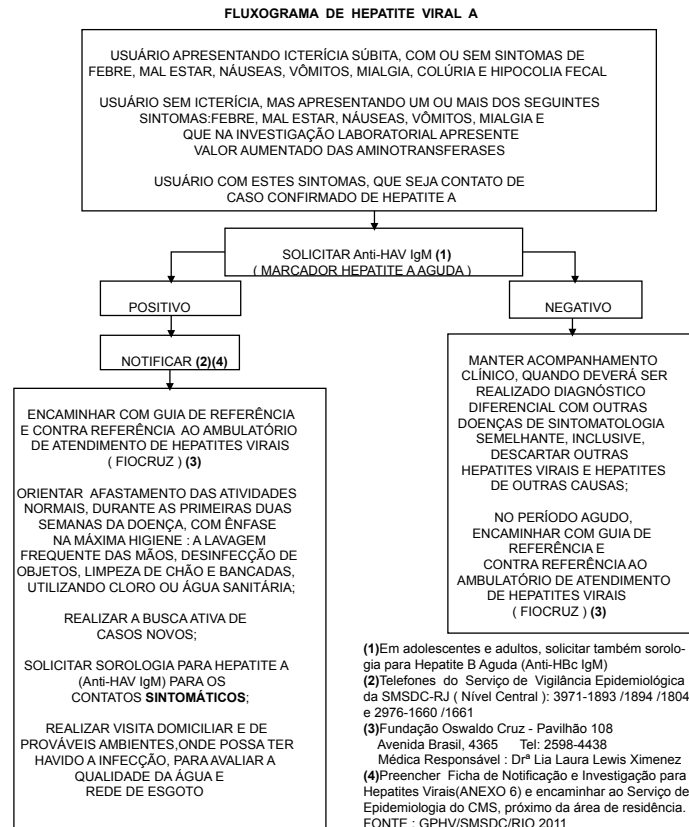 FLUXOGRAMA DE HEPATITE VIRAL A
USUÁRIO APRESENTANDO ICTERÍCIA SÚBITA, COM OU SEM SINTOMAS DE
FEBRE, MAL ESTAR, NÁUSEAS, VÔMITOS, MIALGIA, COLÚRIA E HIPOCOLIA FECAL
USUÁRIO SEM ICTERÍCIA, MAS APRESENTANDO UM OU MAIS DOS SEGUINTES
SINTOMAS:FEBRE, MAL ESTAR, NÁUSEAS, VÔMITOS, MIALGIA E
QUE NA INVESTIGAÇÃO LABORATORIAL APRESENTE
VALOR AUMENTADO DAS AMINOTRANSFERASES
USUÁRIO COM ESTES SINTOMAS, QUE SEJA CONTATO DE
CASO CONFIRMADO DE HEPATITE A
SOLICITAR Anti-HAV IgM (1)
( MARCADOR HEPATITE A AGUDA )
POSITIVO
NOTIFICAR (2)(4)
ENCAMINHAR COM GUIA DE REFERÊNCIA
E CONTRA REFERÊNCIA AO AMBULATÓRIO
DE ATENDIMENTO DE HEPATITES VIRAIS
( FIOCRUZ ) (3)
ORIENTAR AFASTAMENTO DAS ATIVIDADES
NORMAIS, DURANTE AS PRIMEIRAS DUAS
SEMANAS DA DOENÇA, COM ÊNFASE
NA MÁXIMA HIGIENE : A LAVAGEM
FREQUENTE DAS MÃOS, DESINFECÇÃO DE
OBJETOS, LIMPEZA DE CHÃO E BANCADAS,
UTILIZANDO CLORO OU ÁGUA SANITÁRIA;
REALIZAR A BUSCA ATIVA DE
CASOS NOVOS;
SOLICITAR SOROLOGIA PARA HEPATITE A
(Anti-HAV IgM) PARA OS
CONTATOS SINTOMÁTICOS;
REALIZAR VISITA DOMICILIAR E DE
PROVÁVEIS AMBIENTES,ONDE POSSA TER
HAVIDO A INFECÇÃO, PARA AVALIAR A
QUALIDADE DA ÁGUA E
REDE DE ESGOTO
NEGATIVO
MANTER ACOMPANHAMENTO
CLÍNICO, QUANDO DEVERÁ SER
REALIZADO DIAGNÓSTICO
DIFERENCIAL COM OUTRAS
DOENÇAS DE SINTOMATOLOGIA
SEMELHANTE, INCLUSIVE,
DESCARTAR OUTRAS
HEPATITES VIRAIS E HEPATITES
DE OUTRAS CAUSAS;
NO PERÍODO AGUDO,
ENCAMINHAR COM GUIA DE
REFERÊNCIA E
CONTRA REFERÊNCIA AO
AMBULATÓRIO DE ATENDIMENTO
DE HEPATITES VIRAIS
( FIOCRUZ ) (3)
(1)Em adolescentes e adultos, solicitar também sorolo-
gia para Hepatite B Aguda (Anti-HBc IgM)
(2)Telefones do Serviço de Vigilância Epidemiológica
da SMSDC-RJ ( Nível Central ): 3971-1893 /1894 /1804
e 2976-1660 /1661
(3)Fundação Oswaldo Cruz - Pavilhão 108
Avenida Brasil, 4365 Tel: 2598-4438
Médica Responsável : Drª Lia Laura Lewis Ximenez
(4)Preencher Ficha de Notificação e Investigação para
Hepatites Virais(ANEXO 6) e encaminhar ao Serviço de
Epidemiologia do CMS, próximo da área de residência.
FONTE : GPHV/SMSDC/RIO 2011